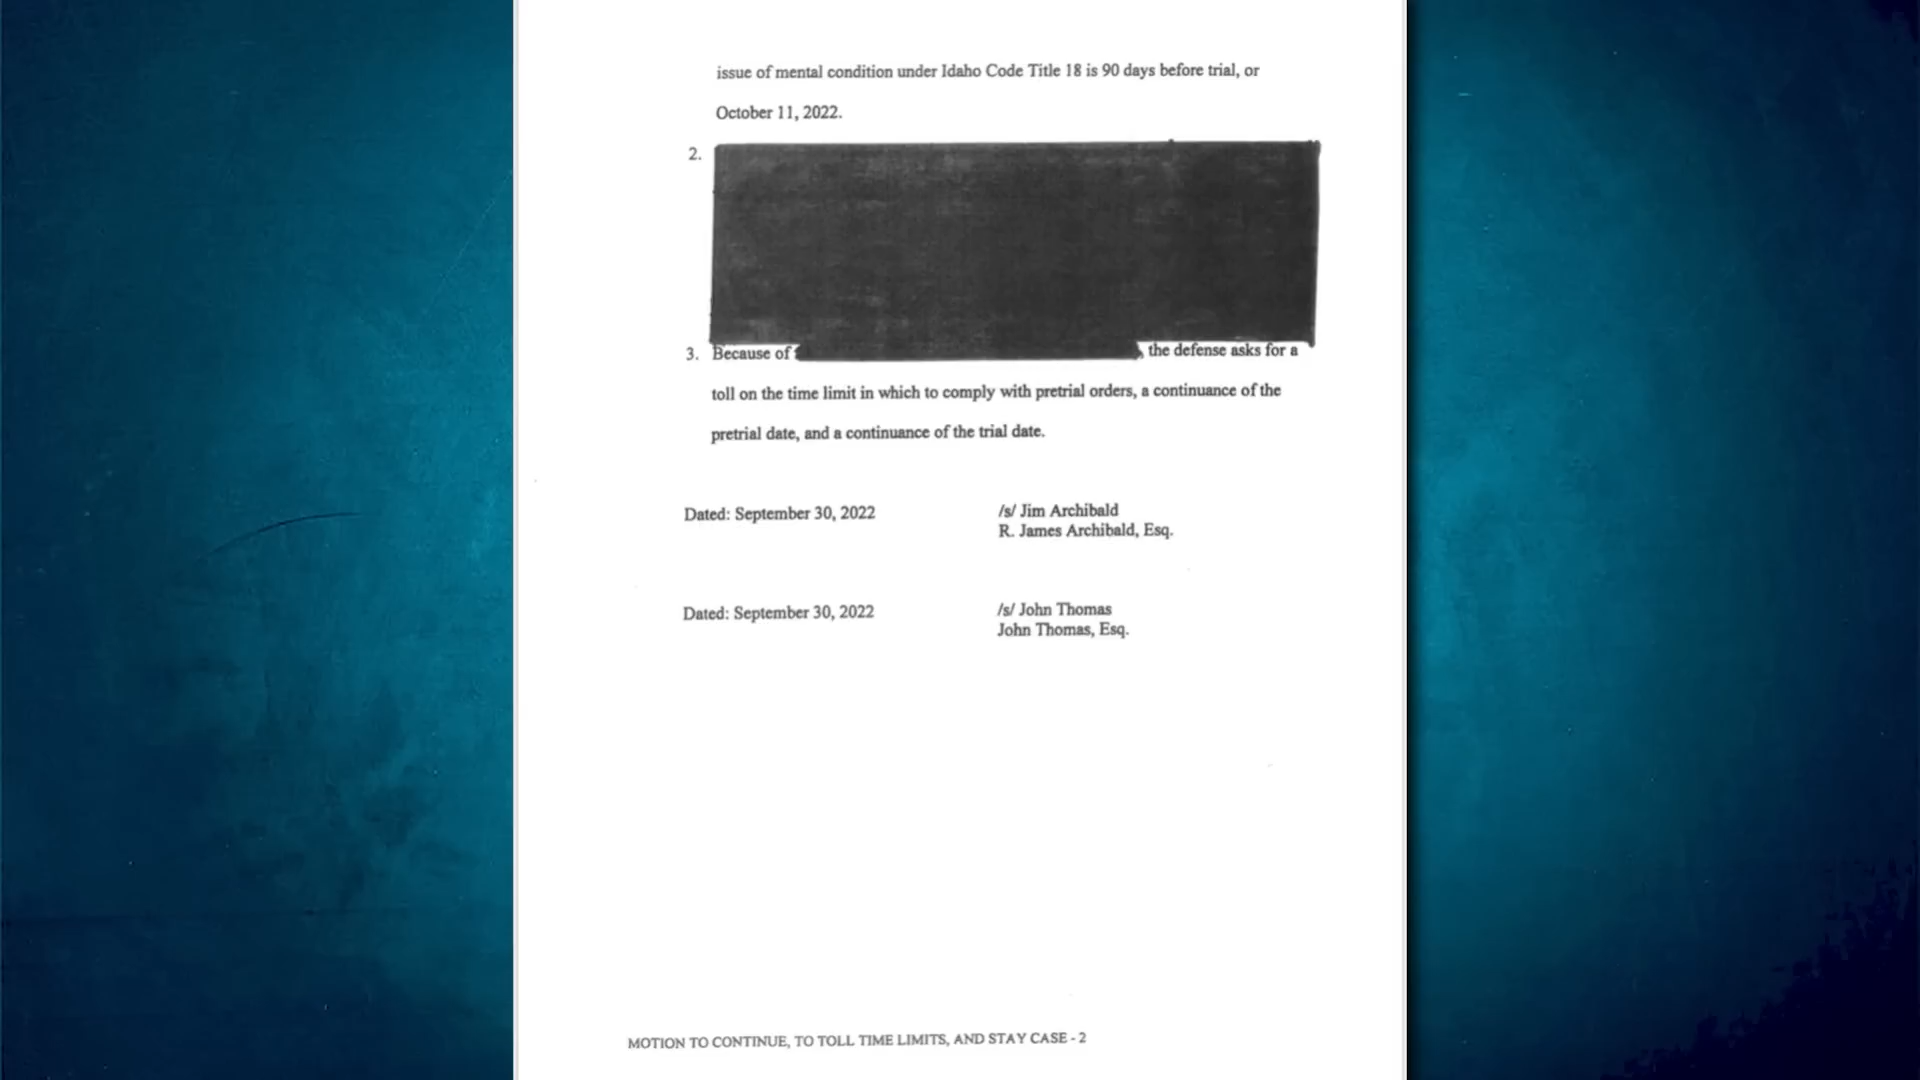 issue of mental condition under Idaho Code Title 18 is 90 days before trial, or
October 11, 2022.
2.
3. Because of , the defense asks for a
toll on the time limit in which to comply with pretrial orders, a continuance of the
pretrial date, and a continuance of the trial date.
Dated: September 30, 2022 /s/ Jim Archibald
R. James Archibald, Esq.
Dated: September 30, 2022 /s/ John Thomas
John Thomas, Esq.
MOTION TO CONTINUE, TO TOLL TIME LIMITS, AND STAY CASE - 2